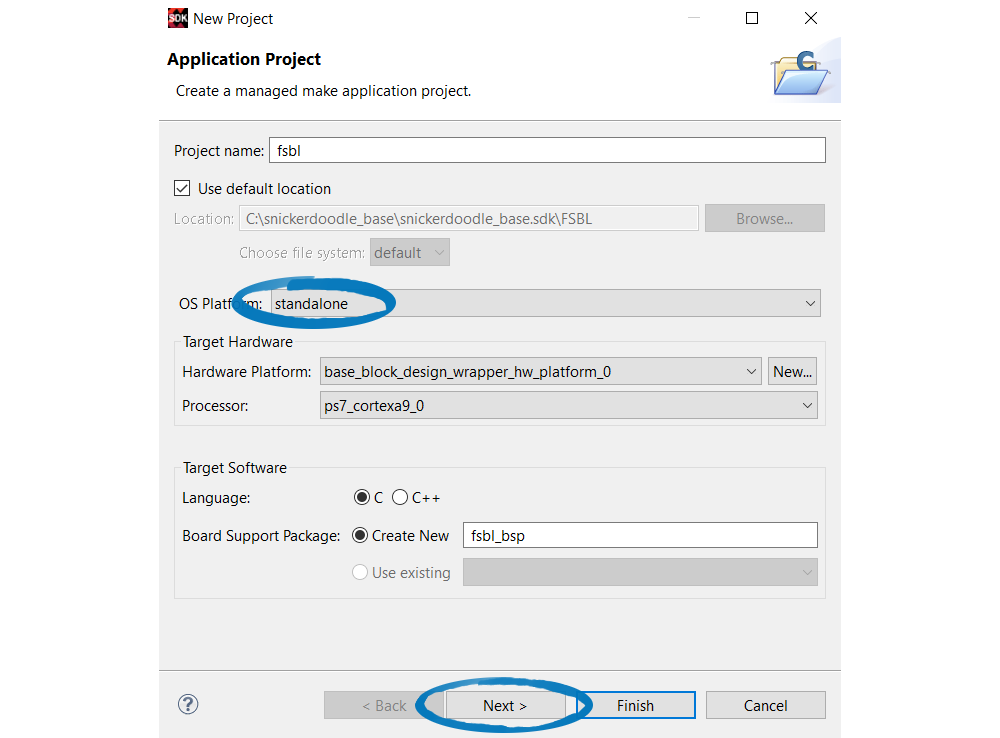 SDK New Project
Application Project
Create a managed make application project.
C
Project name: fsbl
Use default location
Location: C:\snickerdoodle_base\snickerdoodle_base.sdk\FSBL Browse...
Choose file system: default
OS Platform: standalone
Target Hardware
Hardware Platform: base_block_design_wrapper_hw_platform_0 New...
Processor: ps7_cortexa9_0
Target Software
Language: C C++
Board Support Package: Create New fsbl_bsp
Use existing
? < Back Next > Finish Cancel